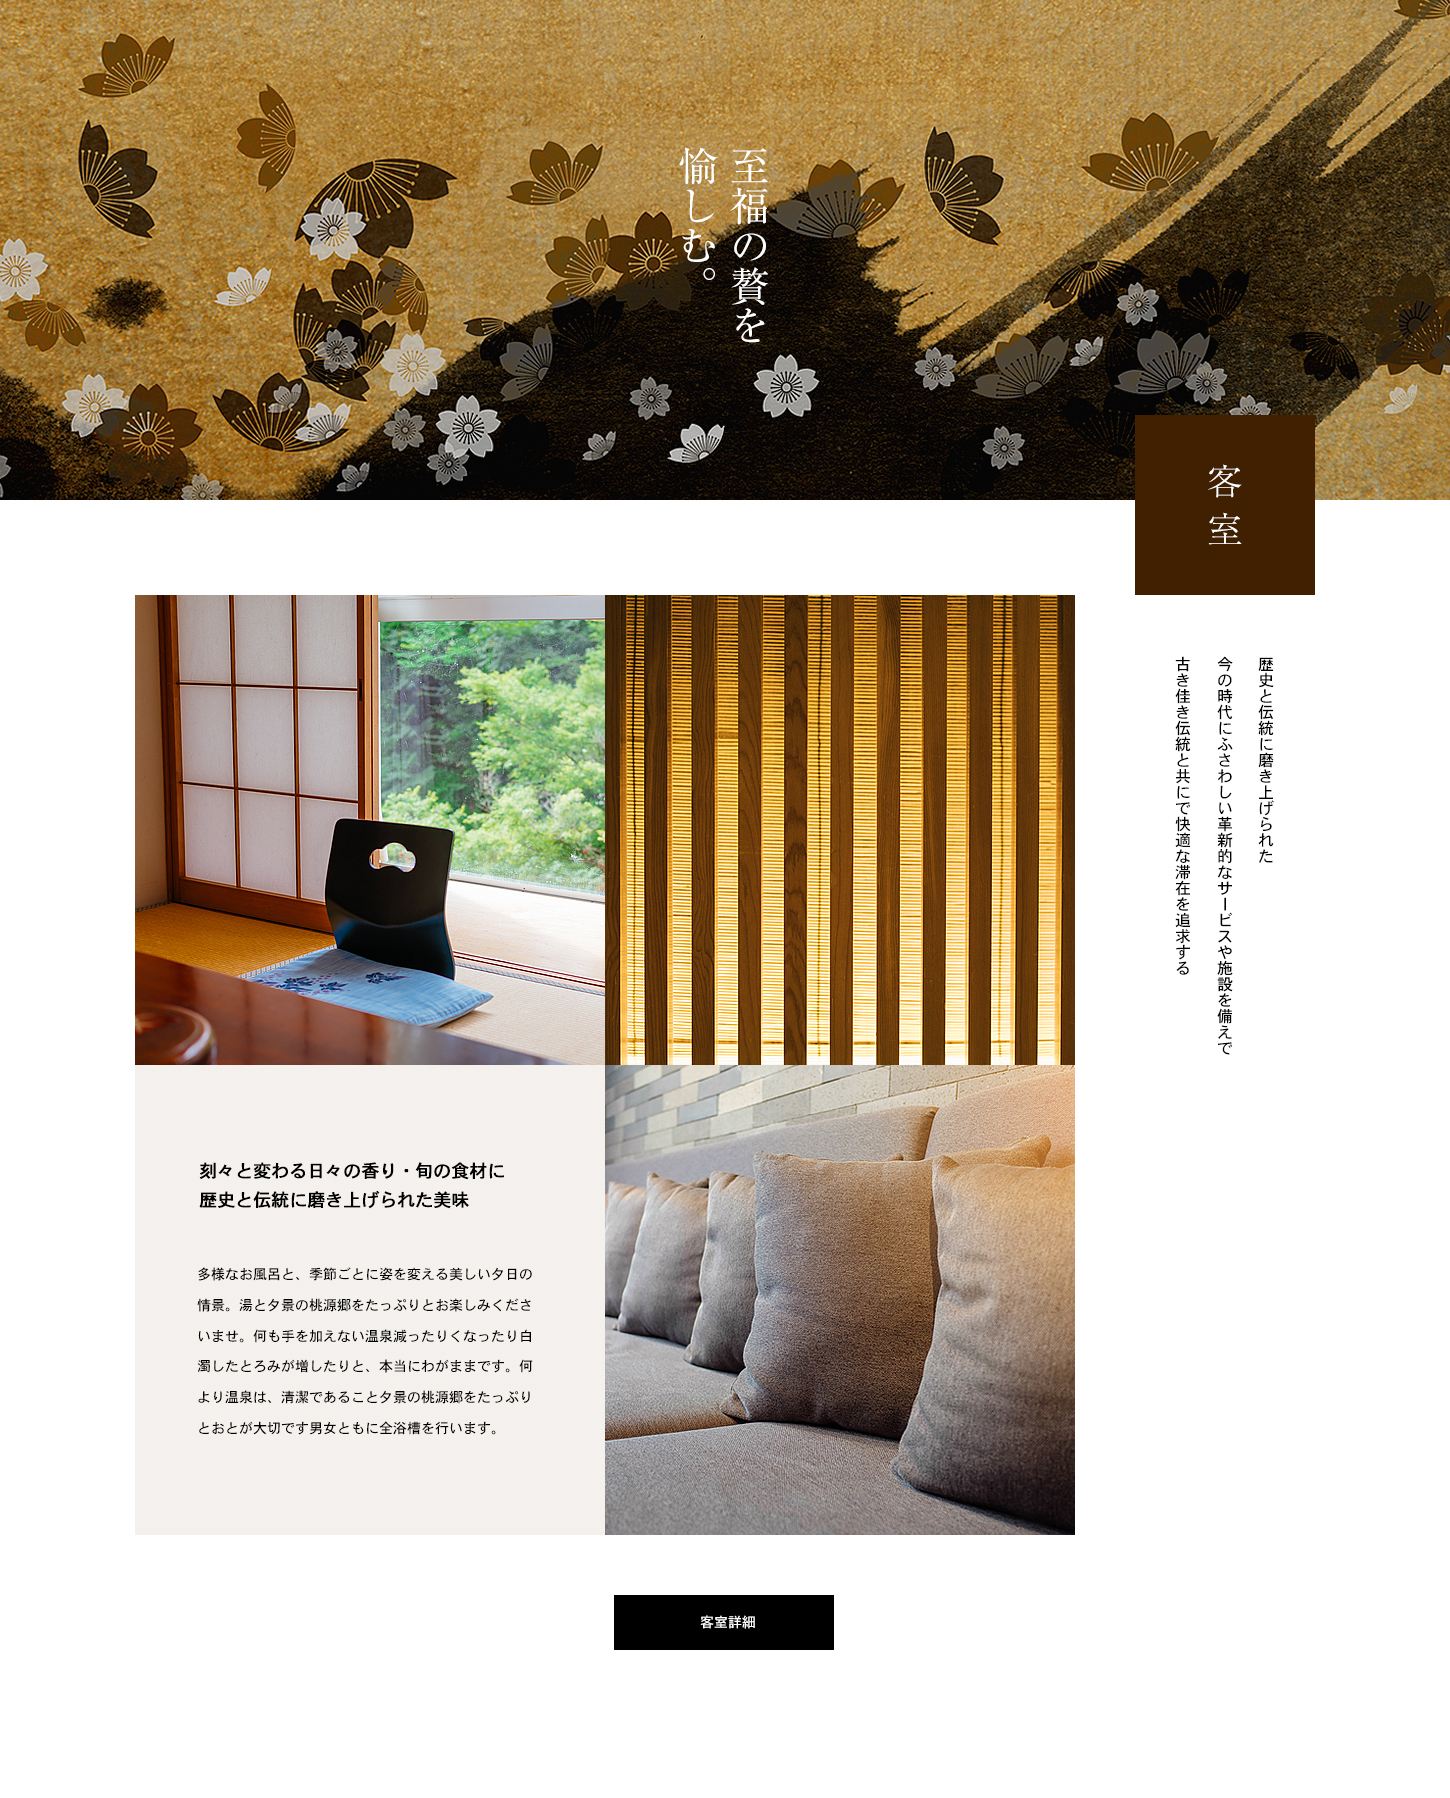 至福の贅を
愉しむ。
客室
歴史と伝統に磨き上げられた
今の時代にふさわしい革新的なサービスや施設を備えて
古き佳き伝統と共にで快適な滞在を追求する
刻々と変わる日々の香り・旬の食材に
歴史と伝統に磨き上げられた美味
多様なお風呂と、季節ごとに姿を変える美しい夕日の
情景。湯と夕景の桃源郷をたっぷりとお楽しみくださ
いませ。何も手を加えない温泉減ったりくなったり白
濁したとろみが増したりと、本当にわがままです。何
より温泉は、清潔であること夕景の桃源郷をたっぷり
とおとが大切です男女ともに全浴槽を行います。
客室詳細